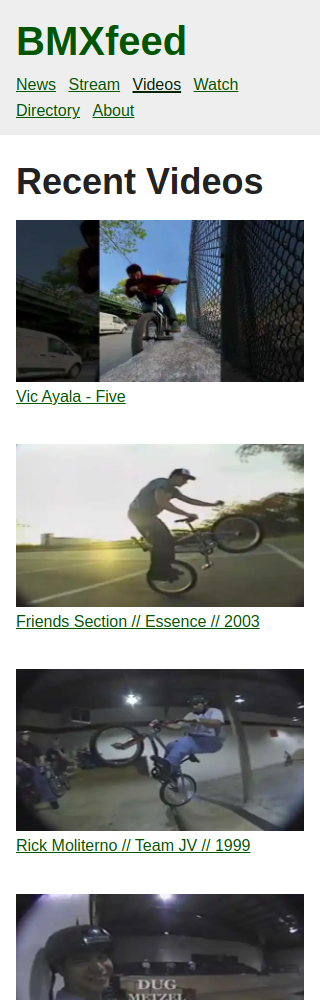 BMXfeed
News Stream Videos Watch
Directory About
Recent Videos
Vic Ayala - Five
Friends Section // Essence // 2003
Rick Moliterno // Team JV // 1999
DUG
METZEL